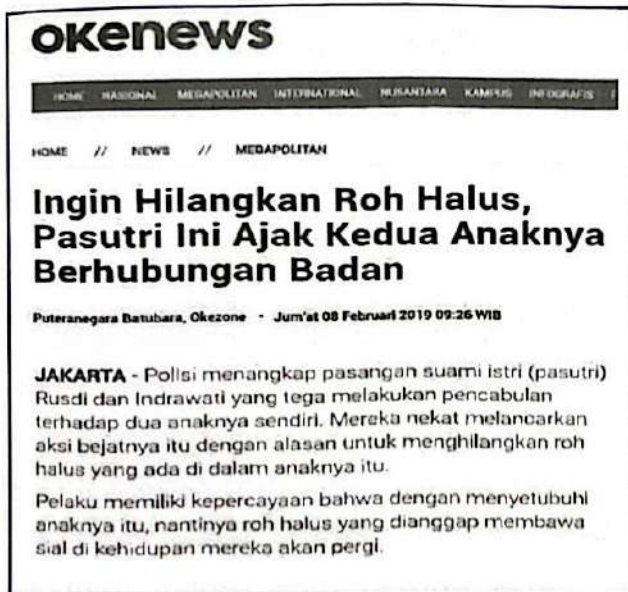 okenews
HOME NASIONAL MEGAPOLITAN INTERNATIONAL NUSANTARA KAMPUS INFOGRAFIS
HOME // NEWS // MEGAPOLITAN
Ingin Hilangkan Roh Halus,
Pasutri Ini Ajak Kedua Anaknya
Berhubungan Badan
Puteranegara Batubara, Okezone - Jum'at 08 Februari 2019 09:26 WIB
JAKARTA - Polisi menangkap pasangan suami istri (pasutri)
Rusdi dan Indrawati yang tega melakukan pencabulan
terhadap dua anaknya sendiri. Mereka nekat melancarkan
aksi bejatnya itu dengan alasan untuk menghilangkan roh
halus yang ada di dalam anaknya itu.
Pelaku memiliki kepercayaan bahwa dengan menyetubuhi
anaknya itu, nantinya roh halus yang dianggap membawa
sial di kehidupan mereka akan pergi.